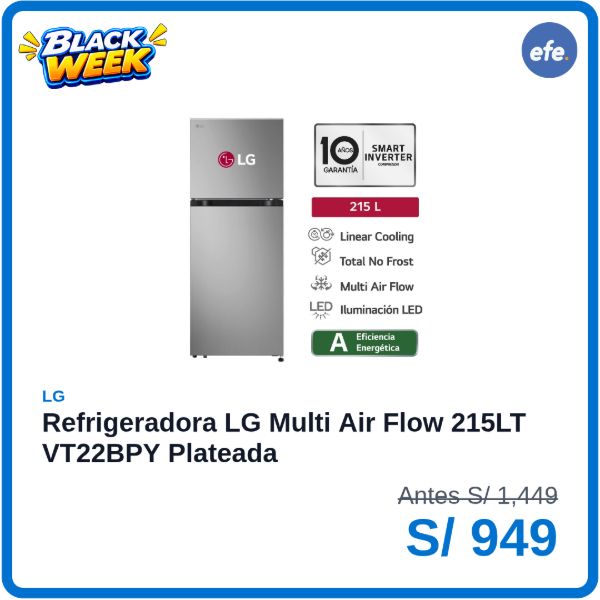 BLACK
WEEK
efe.
LG
10 AÑOS
GARANTÍA
SMART
INVERTER
COMPRESSOR
215 L
Linear Cooling
Total No Frost
Multi Air Flow
LED
Iluminación LED
A
Eficiencia
Energética
LG
Refrigeradora LG Multi Air Flow 215LT
VT22BPY Plateada
Antes S/ 1,449
S/ 949